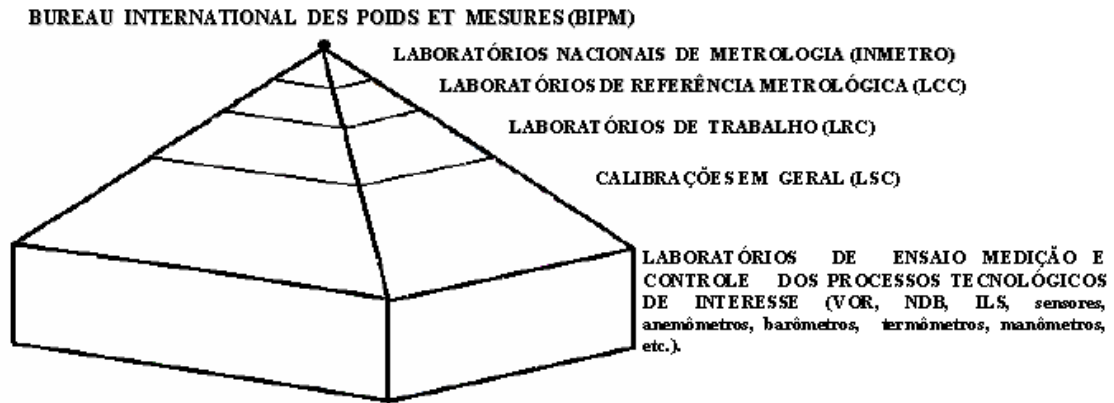 BUREAU INTERNATIONAL DES POIDS ET MESURES (BIPM)
LABORATÓRIOS NACIONAIS DE METROLOGIA (INMETRO)
LABORATÓRIOS DE REFERÊNCIA METROLÓGICA (LCC)
LABORATÓRIOS DE TRABALHO (LRC)
CALIBRAÇÕES EM GERAL (LSC)
LABORATÓRIOS DE ENSAIO MEDIÇÃO E
CONTROLE DOS PROCESSOS TECNOLÓGICOS
DE INTERESSE (VOR, NDB, ILS, sensores,
anemômetros, barômetros, termômetros, manômetros,
etc.).